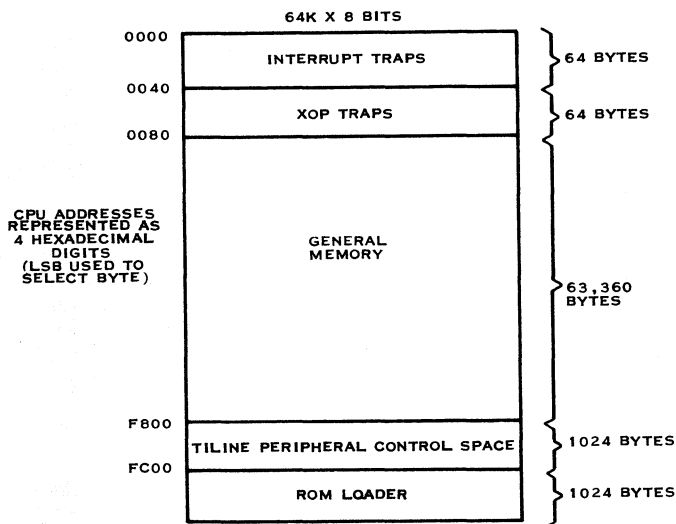 64K X 8 BITS
0000
INTERRUPT TRAPS
64 BYTES
0040
XOP TRAPS
64 BYTES
0080
CPU ADDRESSES
REPRESENTED AS
4 HEXADECIMAL
DIGITS
(LSB USED TO
SELECT BYTE)
GENERAL
MEMORY
63,360
BYTES
F800
TILINE PERIPHERAL CONTROL SPACE
1024 BYTES
FC00
ROM LOADER
1024 BYTES